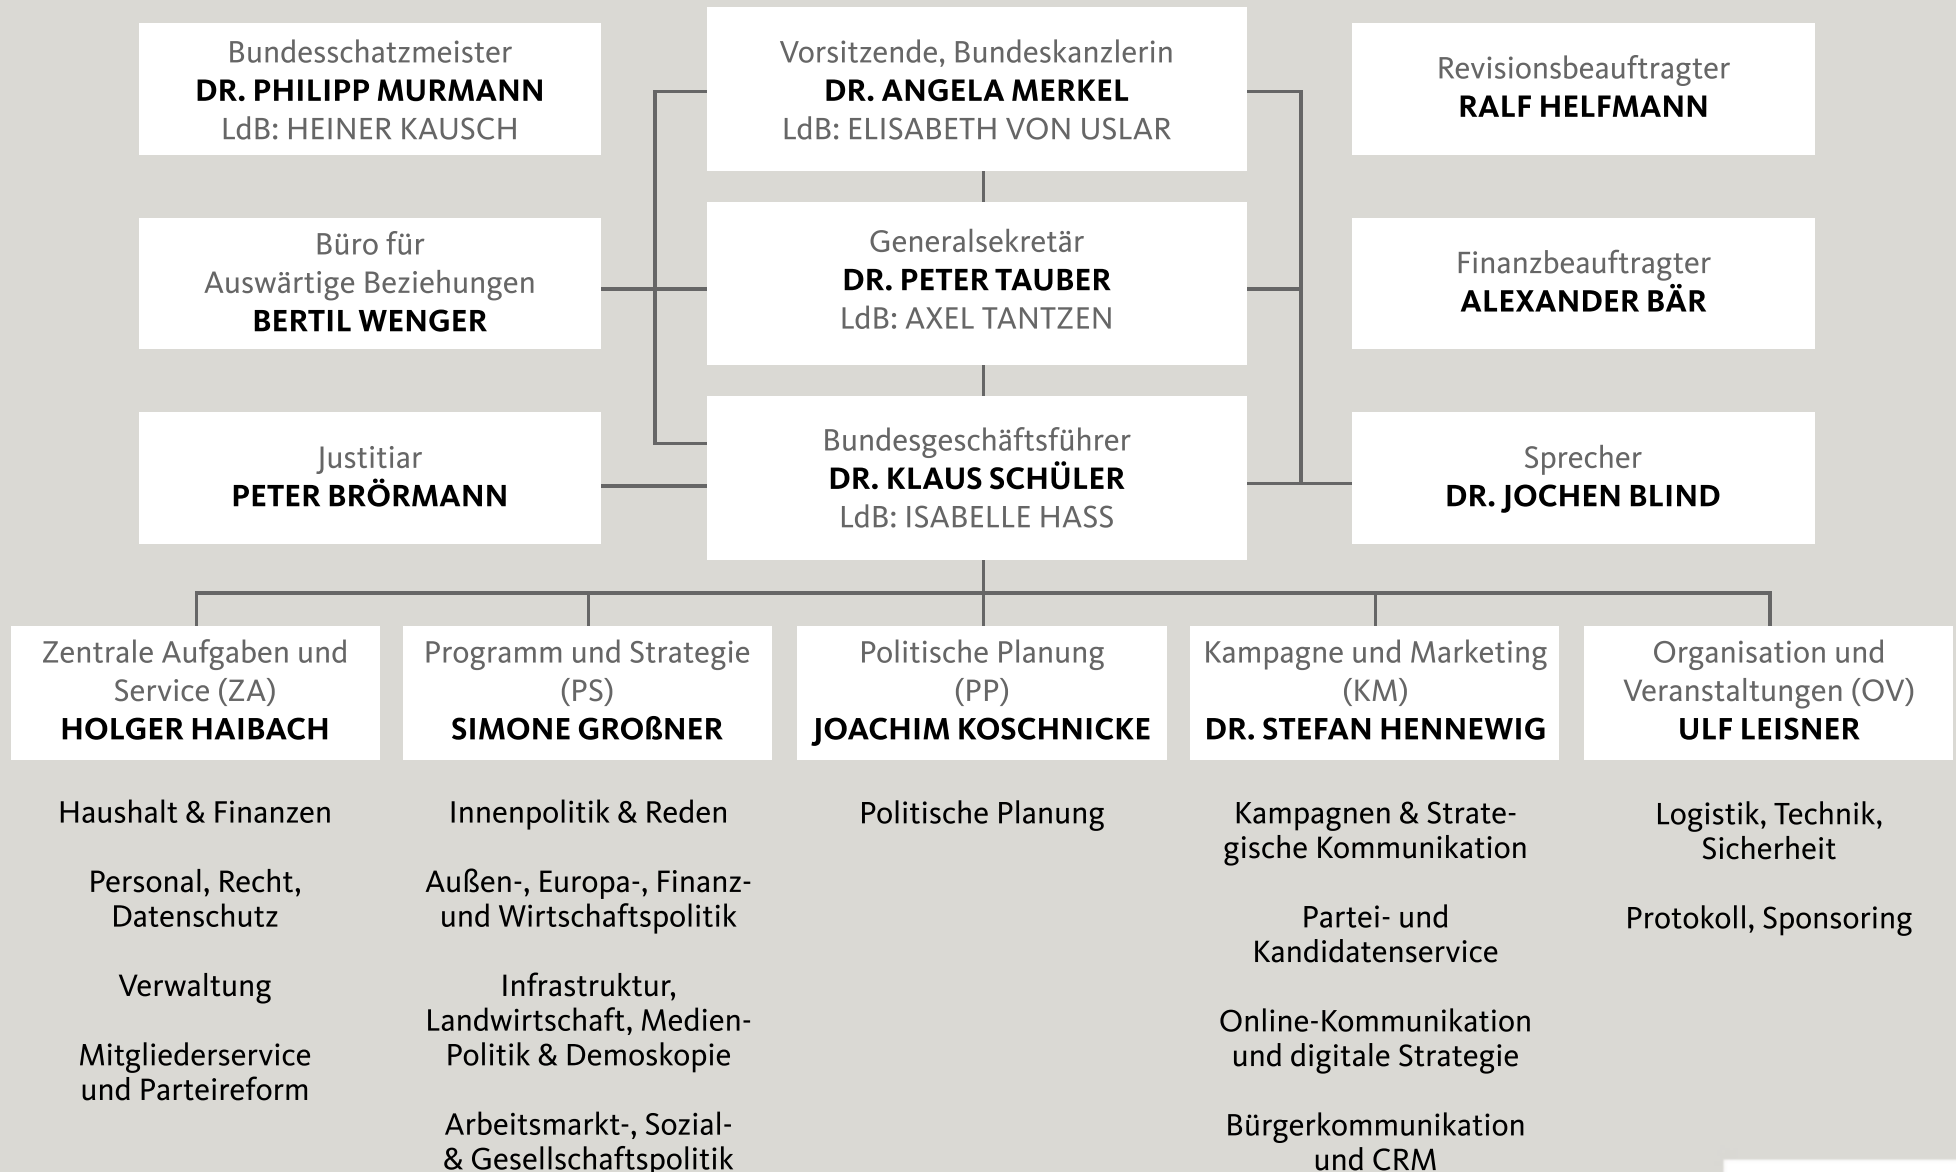 Bundesschatzmeister
DR. PHILIPP MURMANN
LdB: HEINER KAUSCH
Vorsitzende, Bundeskanzlerin
DR. ANGELA MERKEL
LdB: ELISABETH VON USLAR
Revisionsbeauftragter
RALF HELFMANN
Büro für
Auswärtige Beziehungen
BERTIL WENGER
Generalsekretär
DR. PETER TAUBER
LdB: AXEL TANTZEN
Finanzbeauftragter
ALEXANDER BÄR
Justitiar
PETER BRÖRMANN
Bundesgeschäftsführer
DR. KLAUS SCHÜLER
LdB: ISABELLE HASS
Sprecher
DR. JOCHEN BLIND
Zentrale Aufgaben und
Service (ZA)
HOLGER HAIBACH
Programm und Strategie
(PS)
SIMONE GROßNER
Politische Planung
(PP)
JOACHIM KOSCHNICKE
Kampagne und Marketing
(KM)
DR. STEFAN HENNEWIG
Organisation und
Veranstaltungen (OV)
ULF LEISNER
Haushalt & Finanzen
Personal, Recht,
Datenschutz
Verwaltung
Mitgliederservice
und Parteireform
Innenpolitik & Reden
Außen-, Europa-, Finanz-
und Wirtschaftspolitik
Infrastruktur,
Landwirtschaft, Medien-
Politik & Demoskopie
Arbeitsmarkt-, Sozial-
& Gesellschaftspolitik
Politische Planung
Kampagnen & Strate-
gische Kommunikation
Partei- und
Kandidatenservice
Online-Kommunikation
und digitale Strategie
Bürgerkommunikation
und CRM
Logistik, Technik,
Sicherheit
Protokoll, Sponsoring